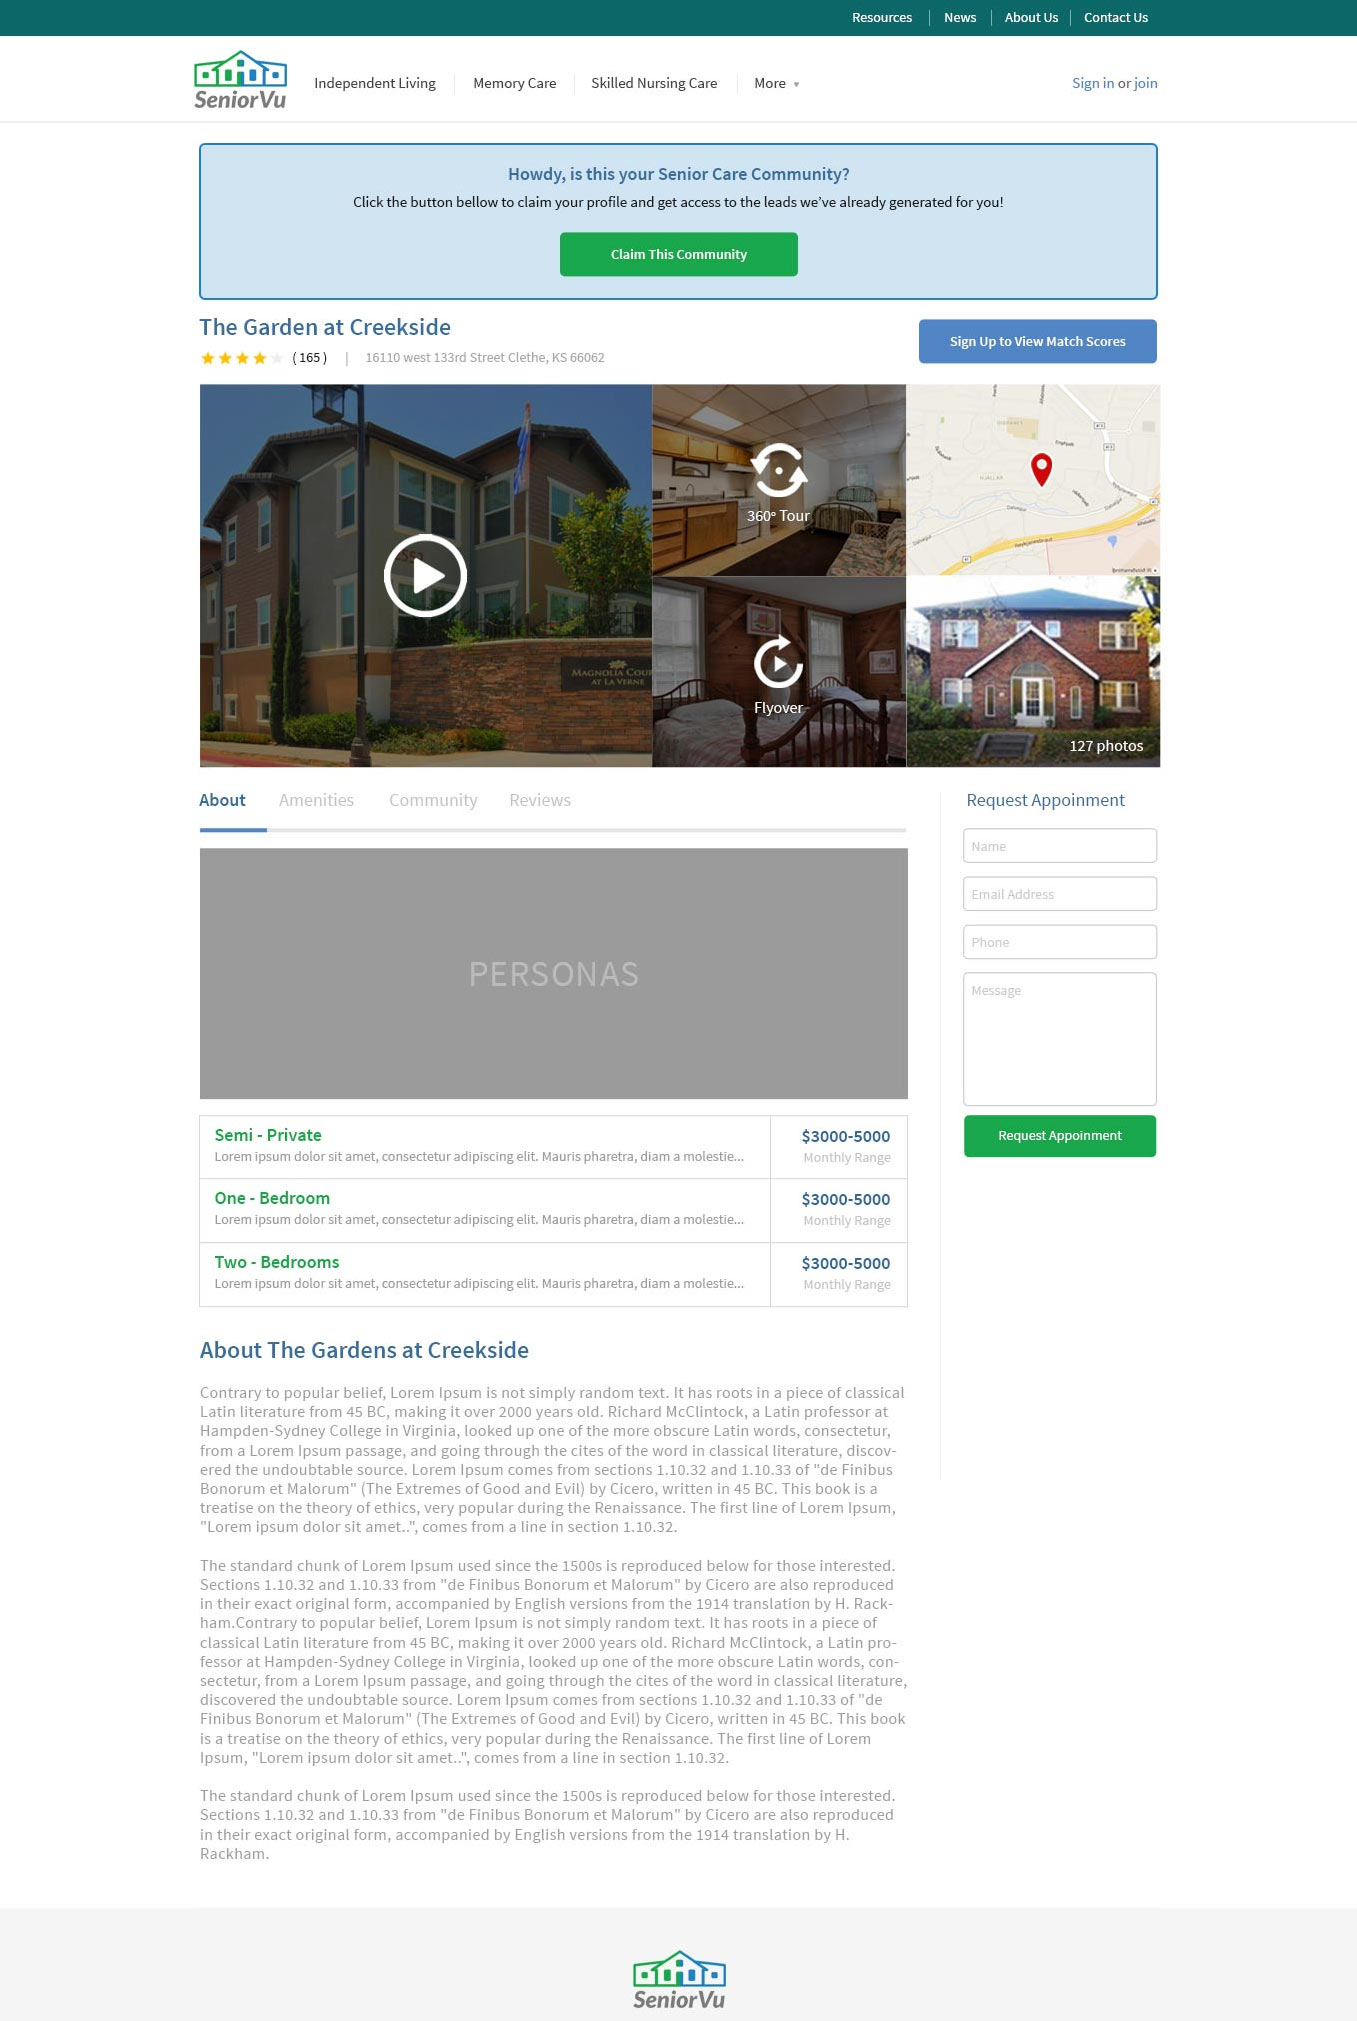 Resources
News
About Us
Contact Us
SeniorVu
Independent Living
Memory Care
Skilled Nursing Care
More
Sign in or join
Howdy, is this your Senior Care Community?
Click the button bellow to claim your profile and get access to the leads we've already generated for you!
Claim This Community
The Garden at Creekside
( 165 ) | 16110 west 133rd Street Clethe, KS 66062
Sign Up to View Match Scores
MAGNOLIA COURT
AT LA VERNE
360° Tour
Flyover
127 photos
About
Amenities
Community
Reviews
Request Appoinment
Name
Email Address
Phone
Message
Request Appoinment
PERSONAS
Semi - Private
Lorem ipsum dolor sit amet, consectetur adipiscing elit. Mauris pharetra, diam a molestie...
$3000-5000
Monthly Range
One - Bedroom
Lorem ipsum dolor sit amet, consectetur adipiscing elit. Mauris pharetra, diam a molestie...
$3000-5000
Monthly Range
Two - Bedrooms
Lorem ipsum dolor sit amet, consectetur adipiscing elit. Mauris pharetra, diam a molestie...
$3000-5000
Monthly Range
About The Gardens at Creekside
Contrary to popular belief, Lorem Ipsum is not simply random text. It has roots in a piece of classical
Latin literature from 45 BC, making it over 2000 years old. Richard McClintock, a Latin professor at
Hampden-Sydney College in Virginia, looked up one of the more obscure Latin words, consectetur,
from a Lorem Ipsum passage, and going through the cites of the word in classical literature, discov-
ered the undoubtable source. Lorem Ipsum comes from sections 1.10.32 and 1.10.33 of "de Finibus
Bonorum et Malorum" (The Extremes of Good and Evil) by Cicero, written in 45 BC. This book is a
treatise on the theory of ethics, very popular during the Renaissance. The first line of Lorem Ipsum,
"Lorem ipsum dolor sit amet..", comes from a line in section 1.10.32.
The standard chunk of Lorem Ipsum used since the 1500s is reproduced below for those interested.
Sections 1.10.32 and 1.10.33 from "de Finibus Bonorum et Malorum" by Cicero are also reproduced
in their exact original form, accompanied by English versions from the 1914 translation by H. Rack-
ham.Contrary to popular belief, Lorem Ipsum is not simply random text. It has roots in a piece of
classical Latin literature from 45 BC, making it over 2000 years old. Richard McClintock, a Latin pro-
fessor at Hampden-Sydney College in Virginia, looked up one of the more obscure Latin words, con-
sectetur, from a Lorem Ipsum passage, and going through the cites of the word in classical literature,
discovered the undoubtable source. Lorem Ipsum comes from sections 1.10.32 and 1.10.33 of "de
Finibus Bonorum et Malorum" (The Extremes of Good and Evil) by Cicero, written in 45 BC. This book
is a treatise on the theory of ethics, very popular during the Renaissance. The first line of Lorem
Ipsum, "Lorem ipsum dolor sit amet..", comes from a line in section 1.10.32.
The standard chunk of Lorem Ipsum used since the 1500s is reproduced below for those interested.
Sections 1.10.32 and 1.10.33 from "de Finibus Bonorum et Malorum" by Cicero are also reproduced
in their exact original form, accompanied by English versions from the 1914 translation by H.
Rackham.
SeniorVu